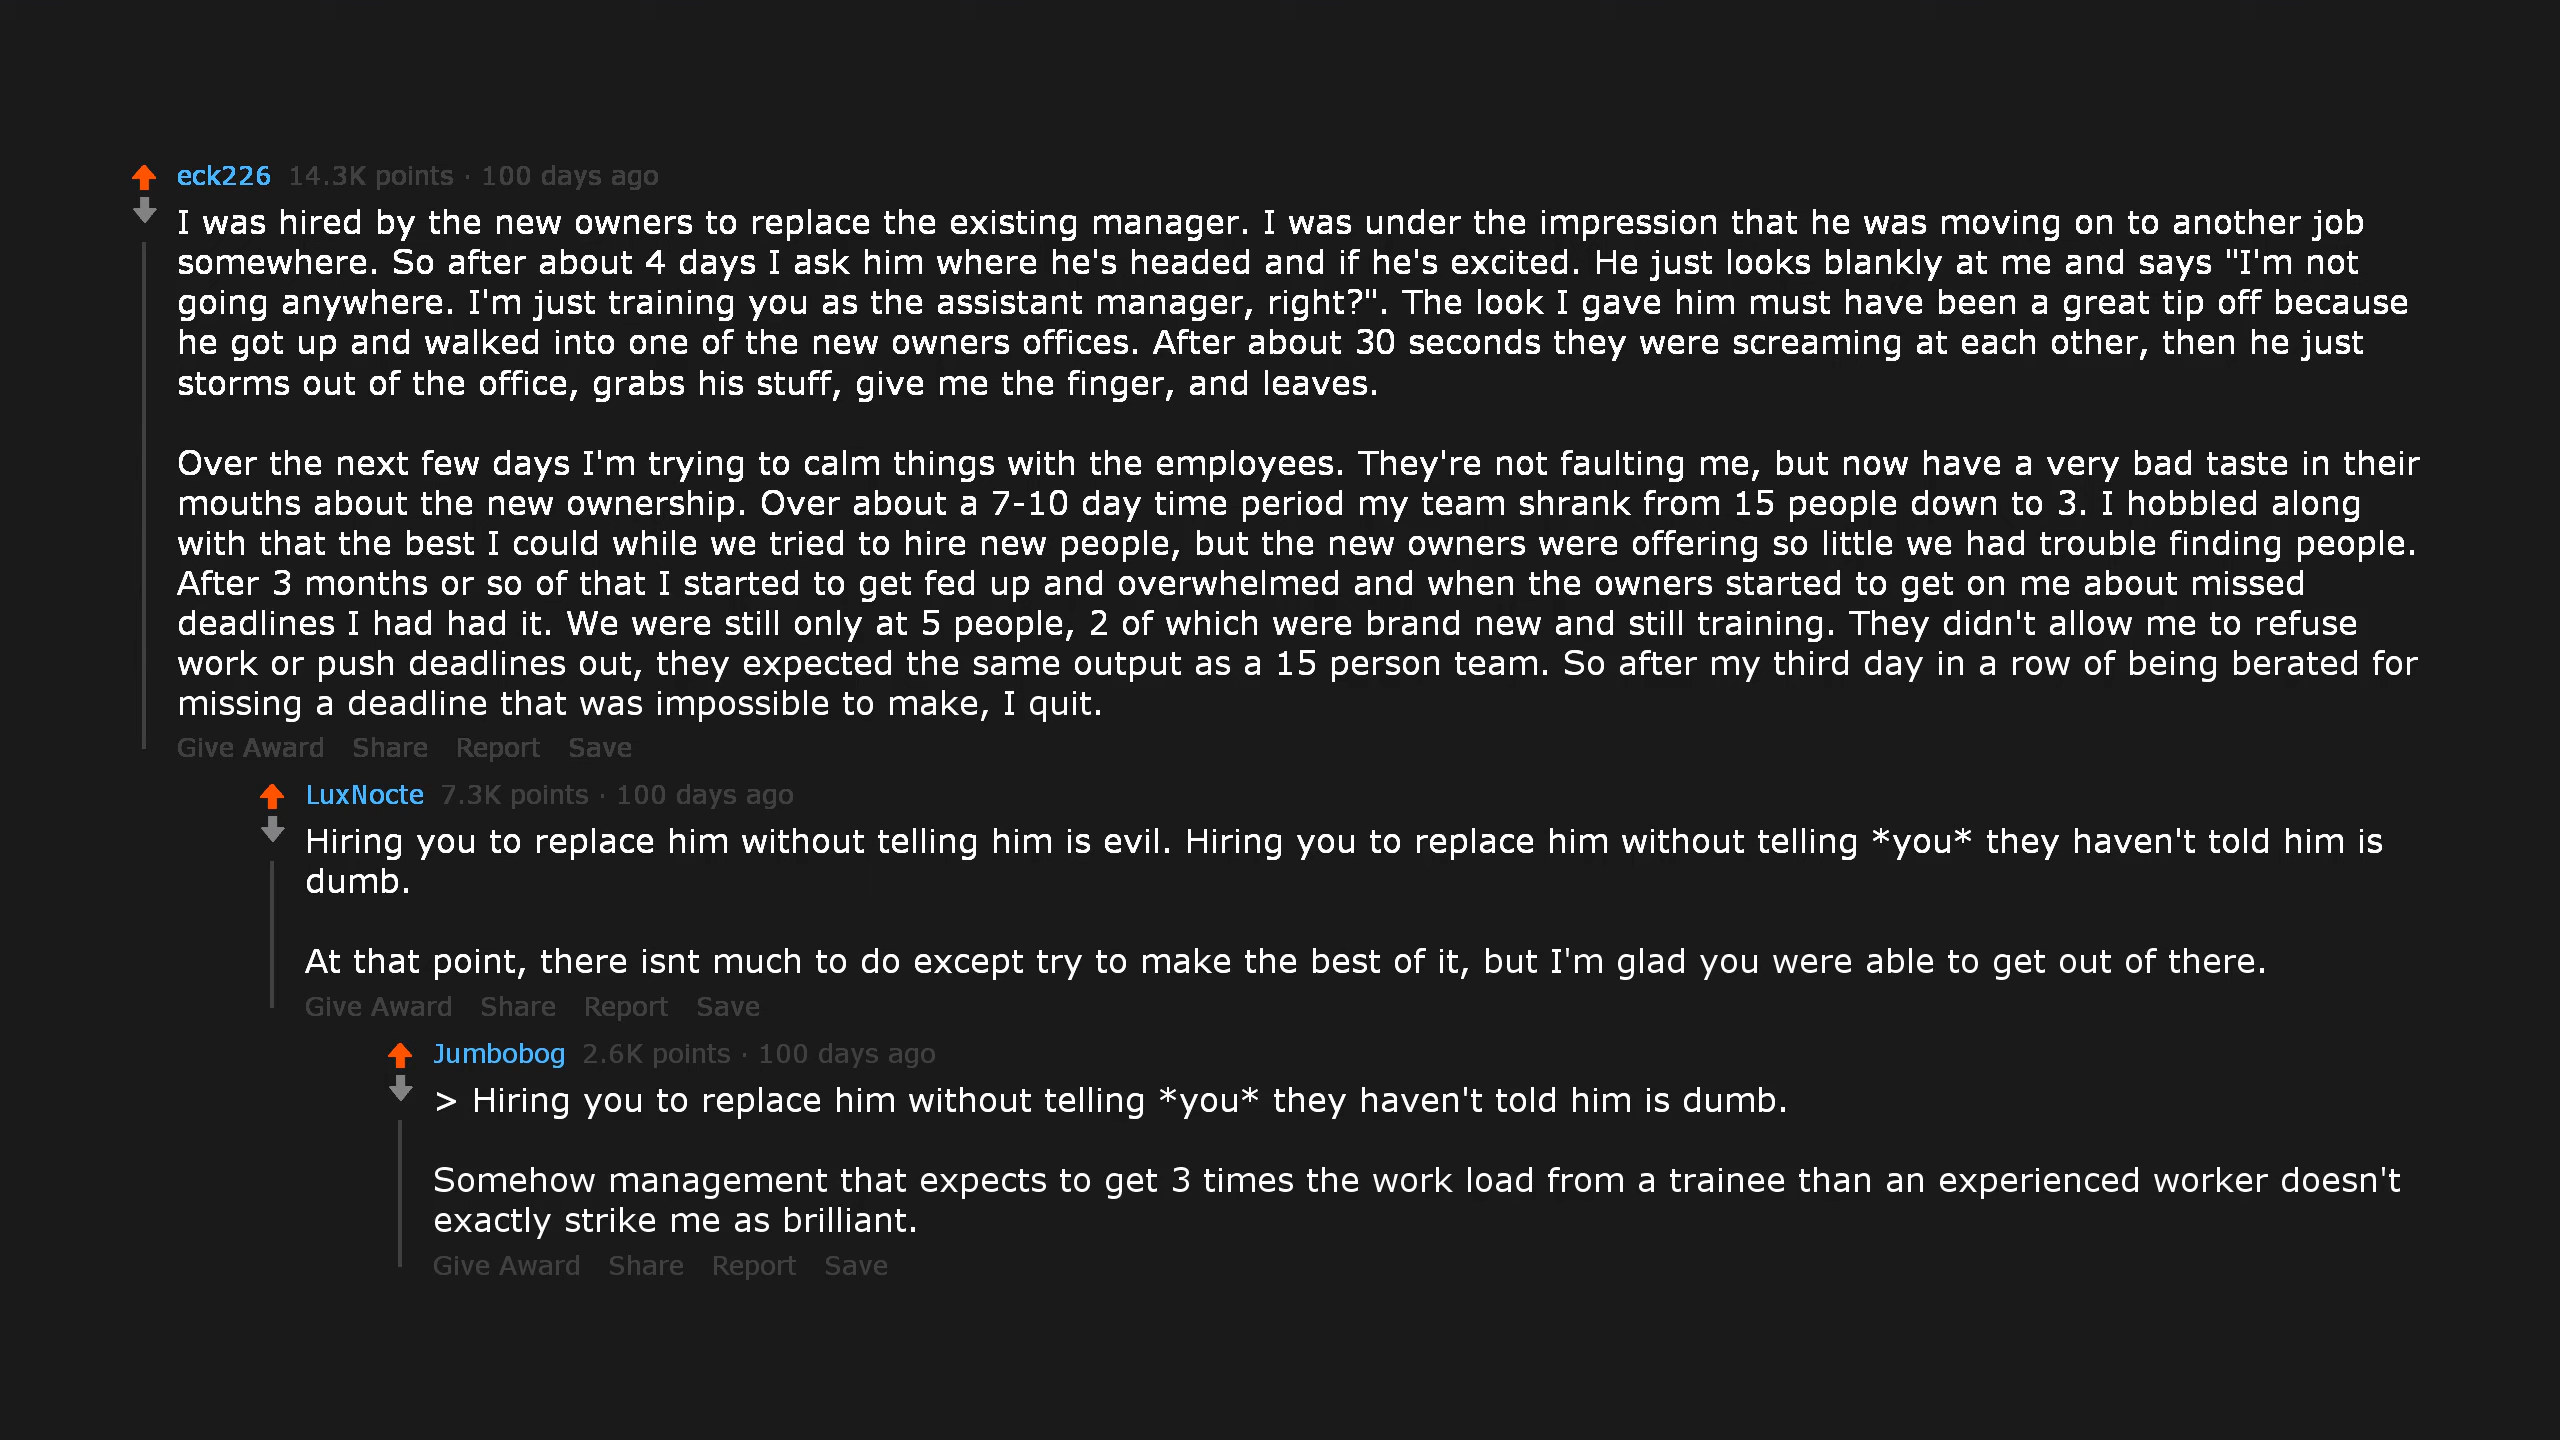 eck226 14.3K points · 100 days ago
I was hired by the new owners to replace the existing manager. I was under the impression that he was moving on to another job
somewhere. So after about 4 days I ask him where he's headed and if he's excited. He just looks blankly at me and says "I'm not
going anywhere. I'm just training you as the assistant manager, right?". The look I gave him must have been a great tip off because
he got up and walked into one of the new owners offices. After about 30 seconds they were screaming at each other, then he just
storms out of the office, grabs his stuff, give me the finger, and leaves.
Over the next few days I'm trying to calm things with the employees. They're not faulting me, but now have a very bad taste in their
mouths about the new ownership. Over about a 7-10 day time period my team shrank from 15 people down to 3. I hobbled along
with that the best I could while we tried to hire new people, but the new owners were offering so little we had trouble finding people.
After 3 months or so of that I started to get fed up and overwhelmed and when the owners started to get on me about missed
deadlines I had had it. We were still only at 5 people, 2 of which were brand new and still training. They didn't allow me to refuse
work or push deadlines out, they expected the same output as a 15 person team. So after my third day in a row of being berated for
missing a deadline that was impossible to make, I quit.
Give Award Share Report Save
LuxNocte 7.3K points · 100 days ago
Hiring you to replace him without telling him is evil. Hiring you to replace him without telling *you* they haven't told him is
dumb.
At that point, there isnt much to do except try to make the best of it, but I'm glad you were able to get out of there.
Give Award Share Report Save
Jumbobog 2.6K points · 100 days ago
> Hiring you to replace him without telling *you* they haven't told him is dumb.
Somehow management that expects to get 3 times the work load from a trainee than an experienced worker doesn't
exactly strike me as brilliant.
Give Award Share Report Save